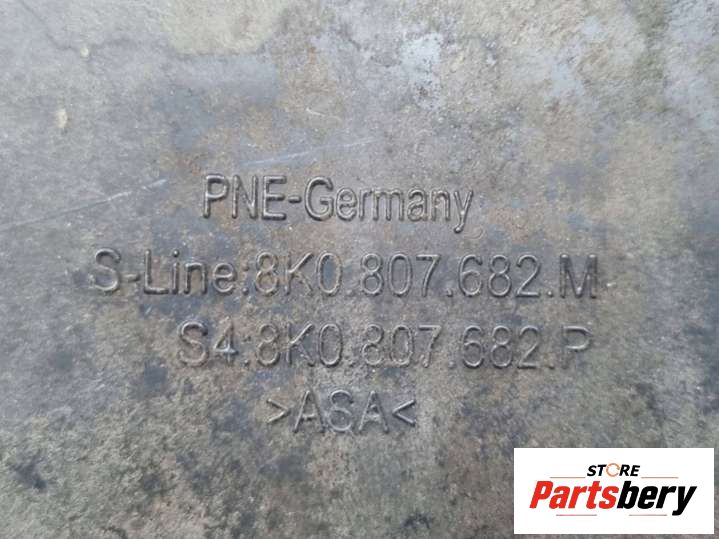 PNE-Germany
S-Line:8K0.807.682.M
S4:8K0.807.682.P
>ASA<
STORE
Partsbery